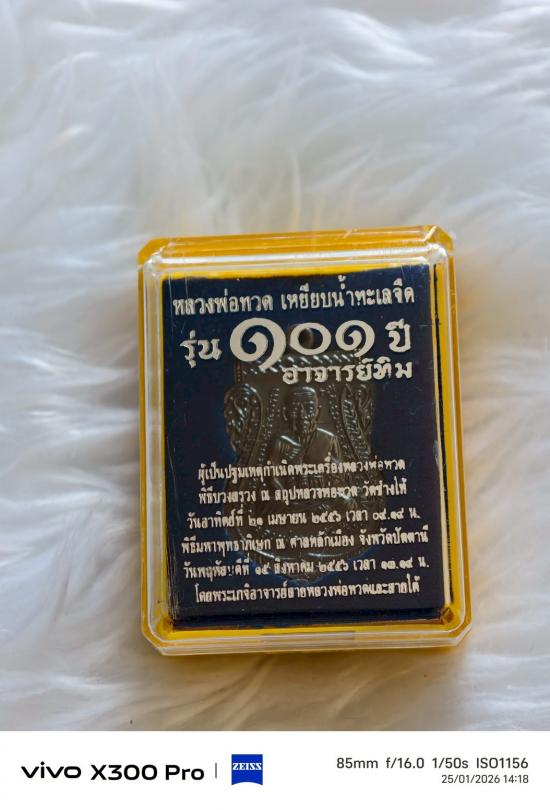 หลวงพ่อทวด เหยียบน้ำทะเลจืด
รุ่น ๑๐๑ ปี
อาจารย์ทิม
ผู้เป็นปฐมเหตุกำเนิดพระเครื่องหลวงพ่อทวด
พิธีบวงสรวง ณ สถูปหลวงพ่อทวด วัดช้างให้
วันอาทิตย์ที่ ๒๑ เมษายน ๒๕๕๖ เวลา ๐๙.๑๙ น.
พิธีมหาพุทธาภิเษก ณ ศาลหลักเมือง จังหวัดปัตตานี
วันพฤหัสบดีที่ ๑๕ สิงหาคม ๒๕๕๖ เวลา ๑๓.๑๙ น.
โดยพระเกจิอาจารย์สายหลวงพ่อทวดและสายใต้
vivo X300 Pro | ZEISS
85mm f/16.0 1/50s ISO1156
25/01/2026 14:18